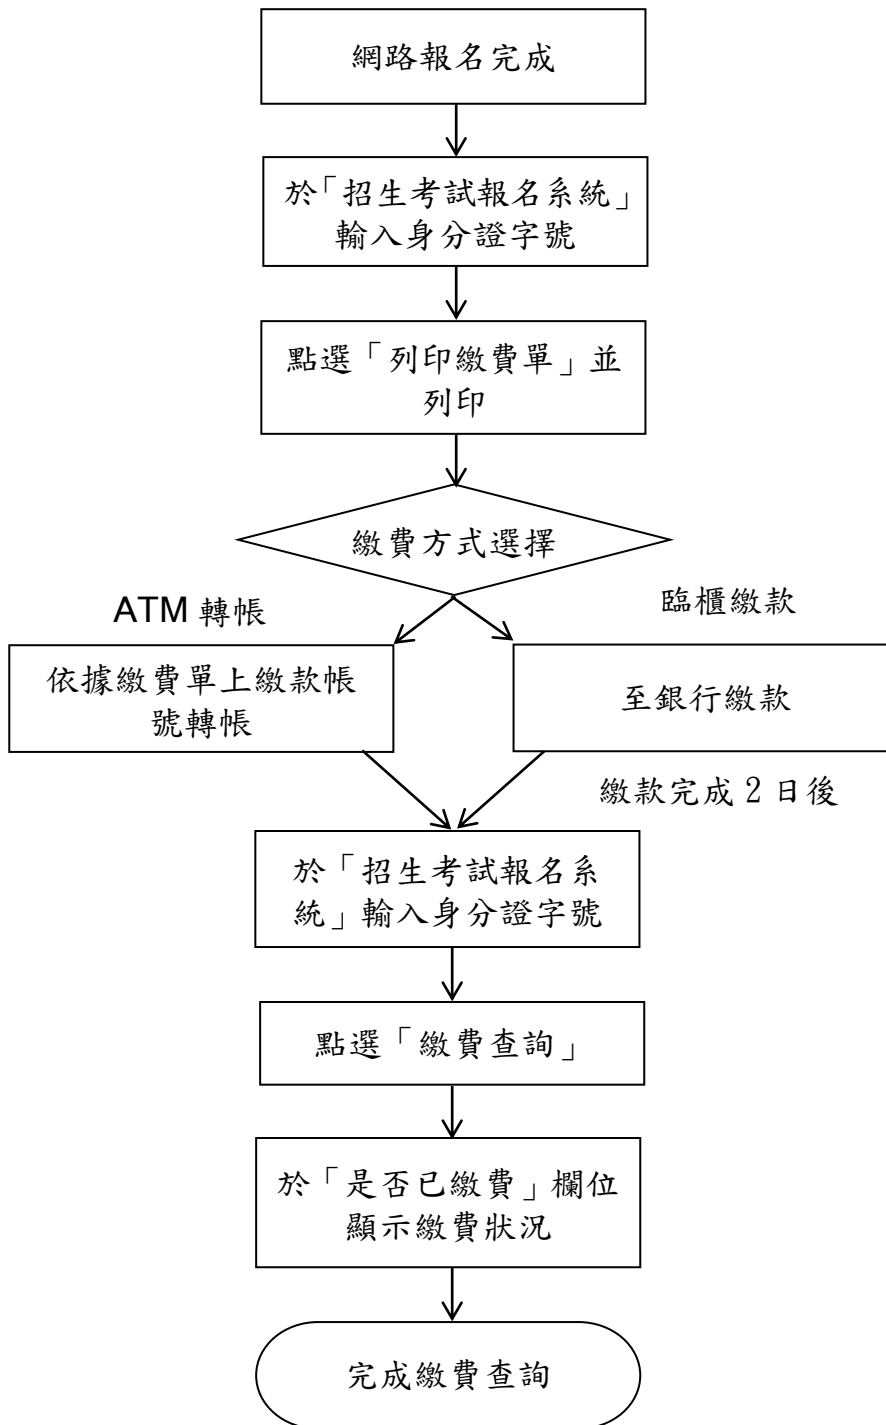 網路報名完成
於「招生考試報名系統」
輸入身分證字號
點選「列印繳費單」並
列印
繳費方式選擇
ATM 轉帳
臨櫃繳款
依據繳費單上繳款帳
號轉帳
至銀行繳款
繳款完成 2 日後
於「招生考試報名系
統」輸入身分證字號
點選「繳費查詢」
於「是否已繳費」欄位
顯示繳費狀況
完成繳費查詢